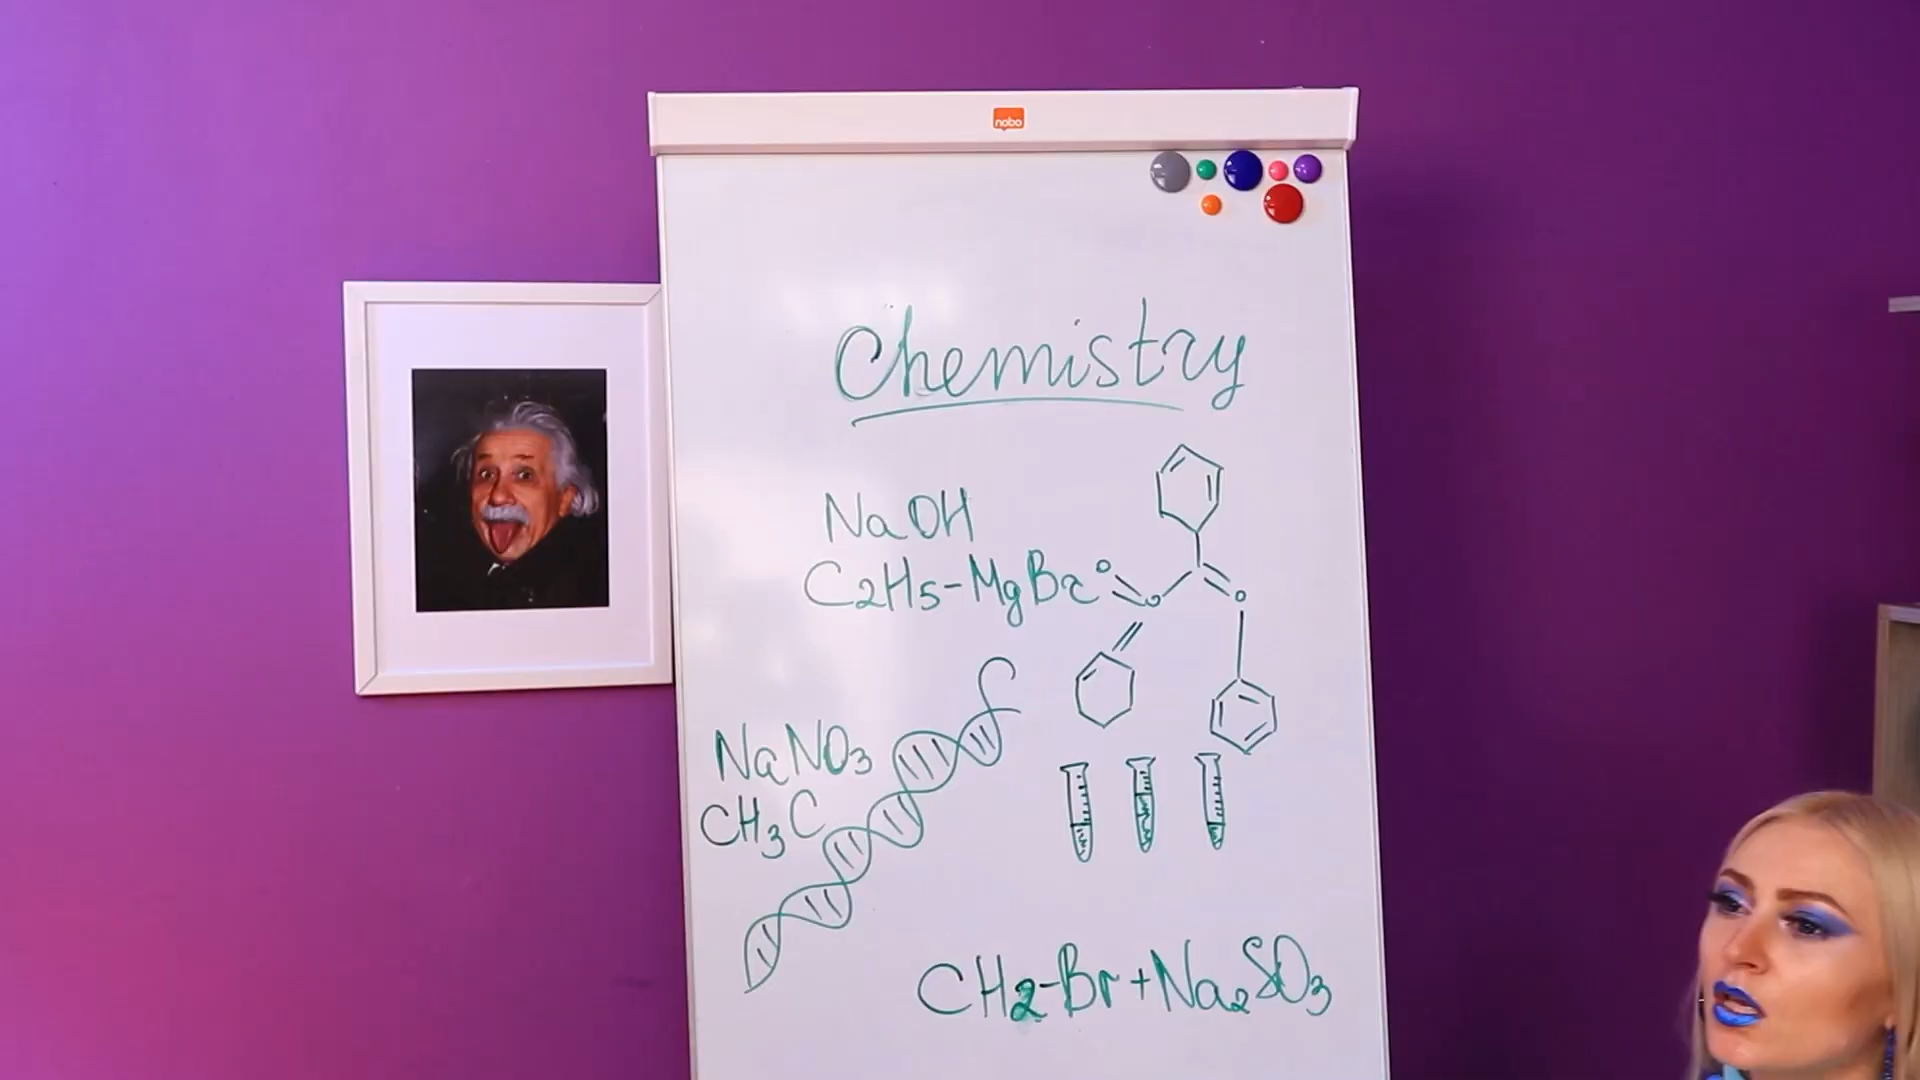 nobo
Chemistry
NaOH
C2H5-MgBr
NaNO3
CH3C
CH2-Br+Na2SO3